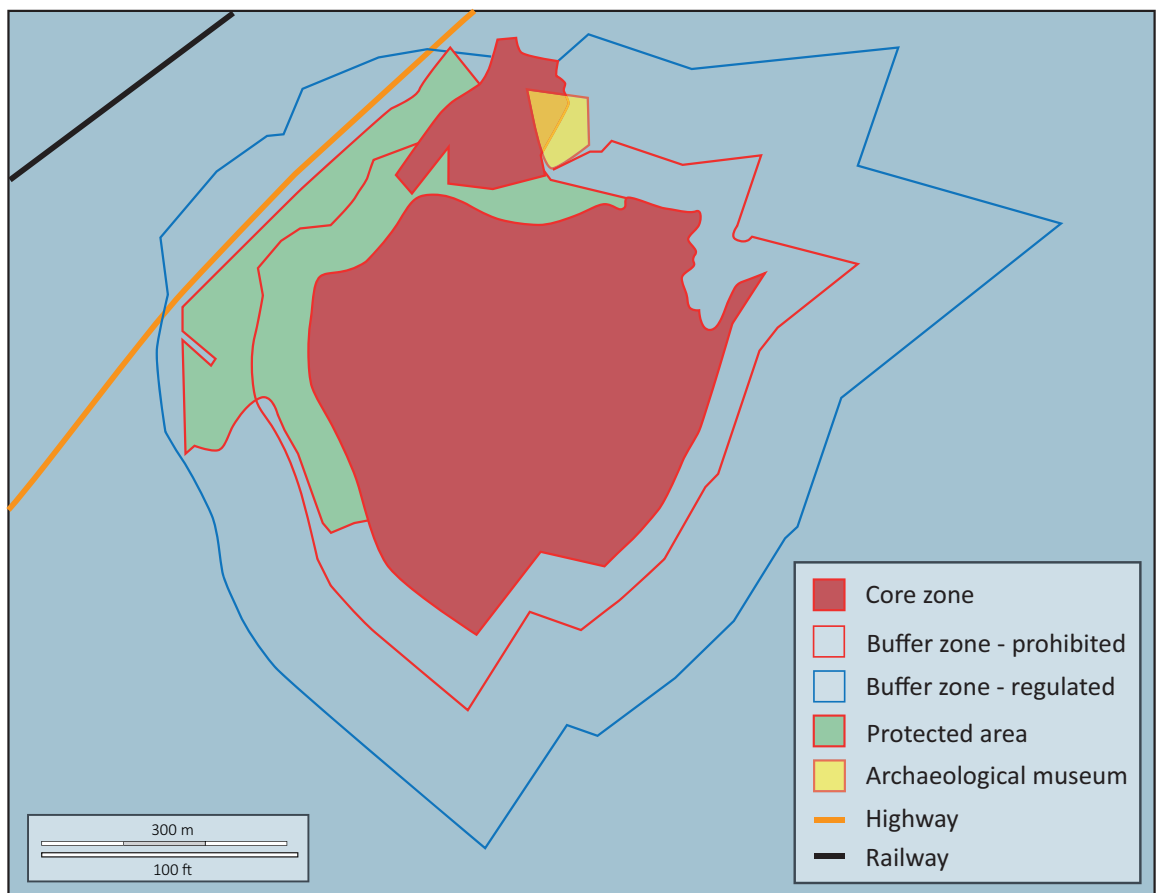 Core zone
Buffer zone - prohibited
Buffer zone - regulated
Protected area
Archaeological museum
Highway
Railway
300 m
100 ft